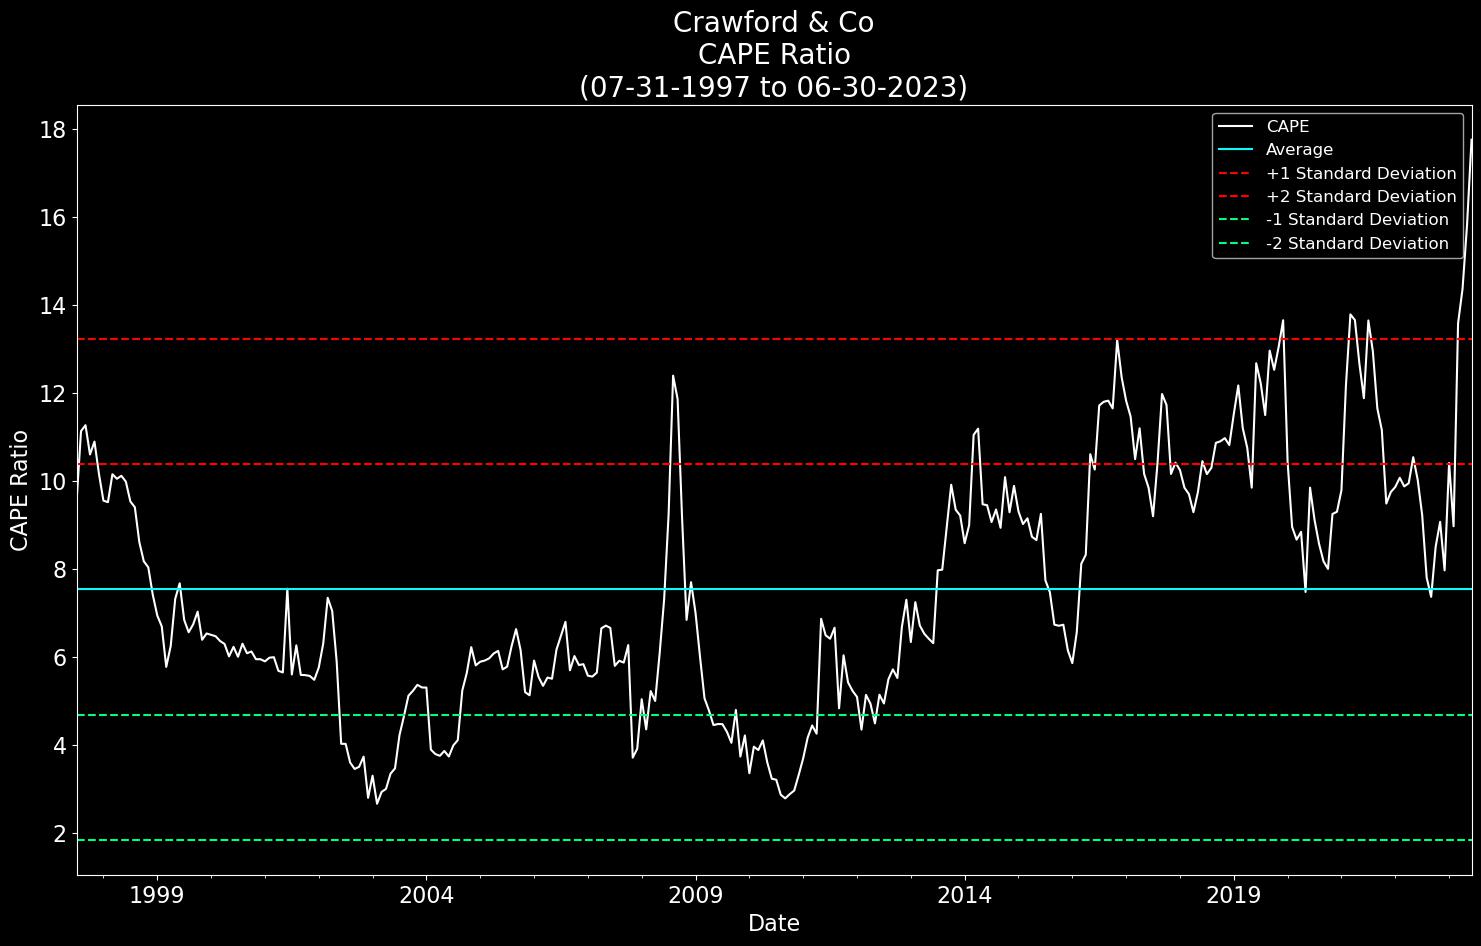 Crawford & Co
CAPE Ratio
(07-31-1997 to 06-30-2023)
CAPE
Average
+1 Standard Deviation
+2 Standard Deviation
-1 Standard Deviation
-2 Standard Deviation
CAPE Ratio
18
16
14
12
10
8
6
4
2
1999
2004
2009
2014
2019
Date